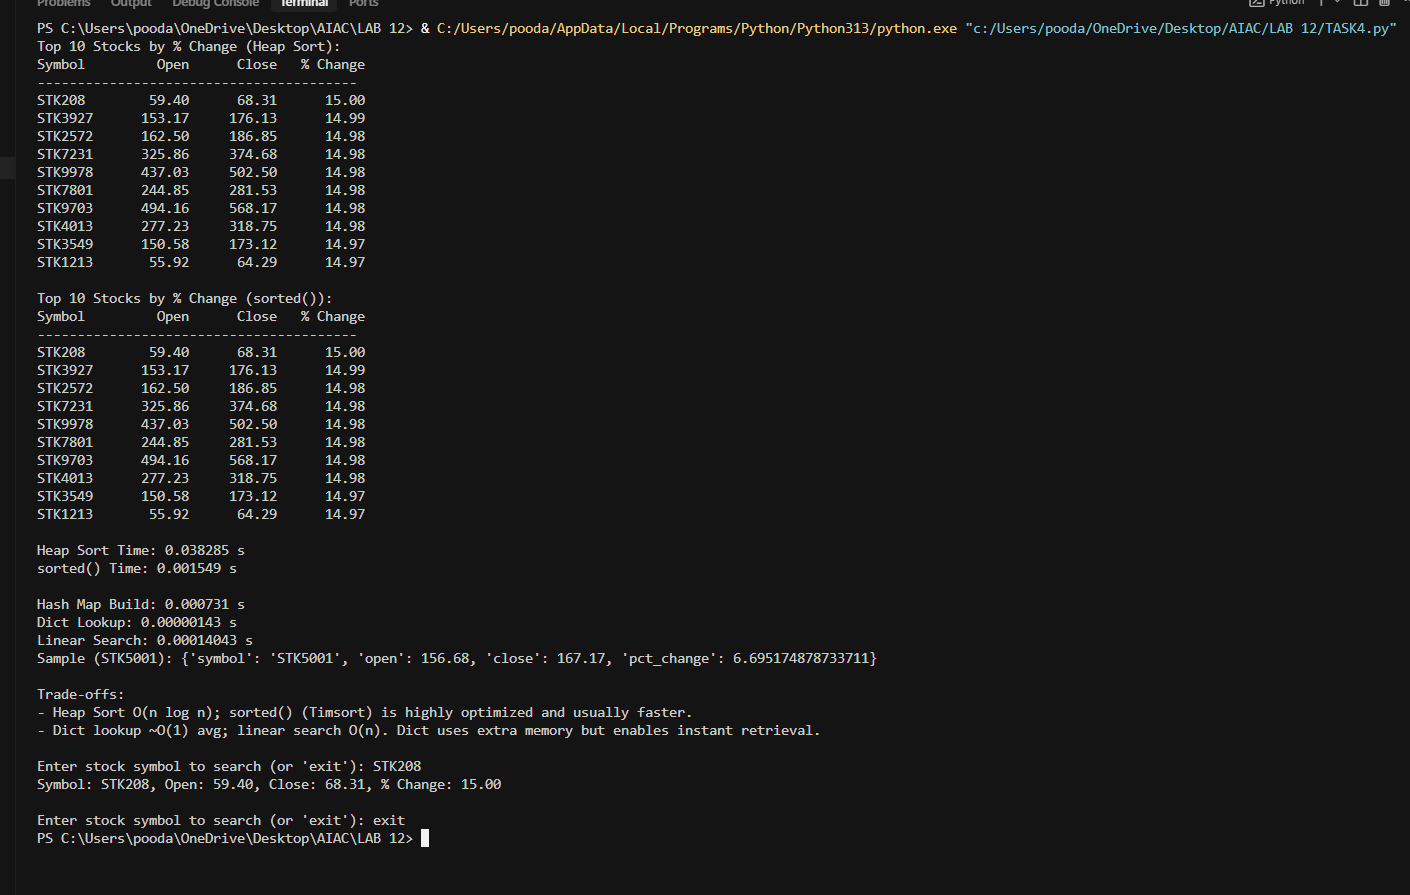 Problems Output Debug Console Terminal Ports Python
PS C:\Users\pooda\OneDrive\Desktop\AIAC\LAB 12> & C:/Users/pooda/AppData/Local/Programs/Python/Python313/python.exe "c:/Users/pooda/OneDrive/Desktop/AIAC/LAB 12/TASK4.py"
Top 10 Stocks by % Change (Heap Sort):
Symbol         Open      Close   % Change
----------------------------------------
STK208        59.40      68.31      15.00
STK3927      153.17     176.13      14.99
STK2572      162.50     186.85      14.98
STK7231      325.86     374.68      14.98
STK9978      437.03     502.50      14.98
STK7801      244.85     281.53      14.98
STK9703      494.16     568.17      14.98
STK4013      277.23     318.75      14.98
STK3549      150.58     173.12      14.97
STK1213       55.92      64.29      14.97
Top 10 Stocks by % Change (sorted()):
Symbol         Open      Close   % Change
----------------------------------------
STK208        59.40      68.31      15.00
STK3927      153.17     176.13      14.99
STK2572      162.50     186.85      14.98
STK7231      325.86     374.68      14.98
STK9978      437.03     502.50      14.98
STK7801      244.85     281.53      14.98
STK9703      494.16     568.17      14.98
STK4013      277.23     318.75      14.98
STK3549      150.58     173.12      14.97
STK1213       55.92      64.29      14.97
Heap Sort Time: 0.038285 s
sorted() Time: 0.001549 s
Hash Map Build: 0.000731 s
Dict Lookup: 0.00000143 s
Linear Search: 0.00014043 s
Sample (STK5001): {'symbol': 'STK5001', 'open': 156.68, 'close': 167.17, 'pct_change': 6.695174878733711}
Trade-offs:
- Heap Sort O(n log n); sorted() (Timsort) is highly optimized and usually faster.
- Dict lookup ~O(1) avg; linear search O(n). Dict uses extra memory but enables instant retrieval.
Enter stock symbol to search (or 'exit'): STK208
Symbol: STK208, Open: 59.40, Close: 68.31, % Change: 15.00
Enter stock symbol to search (or 'exit'): exit
PS C:\Users\pooda\OneDrive\Desktop\AIAC\LAB 12>